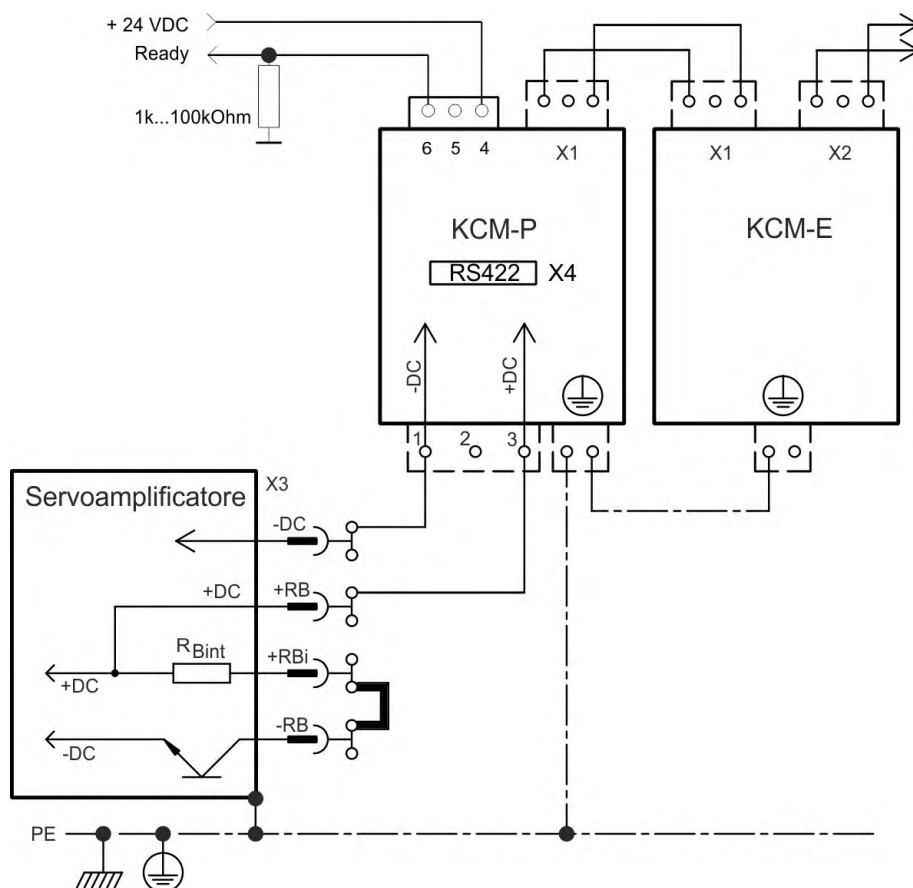 + 24 VDC
Ready
1k...100kOhm
6 5 4
X1
X1
X2
KCM-P
KCM-E
RS422 X4
-DC
+DC
1 2 3
Servoamplificatore
X3
-DC
+DC
+RB
RBint
+RBi
+DC
-RB
-DC
PE